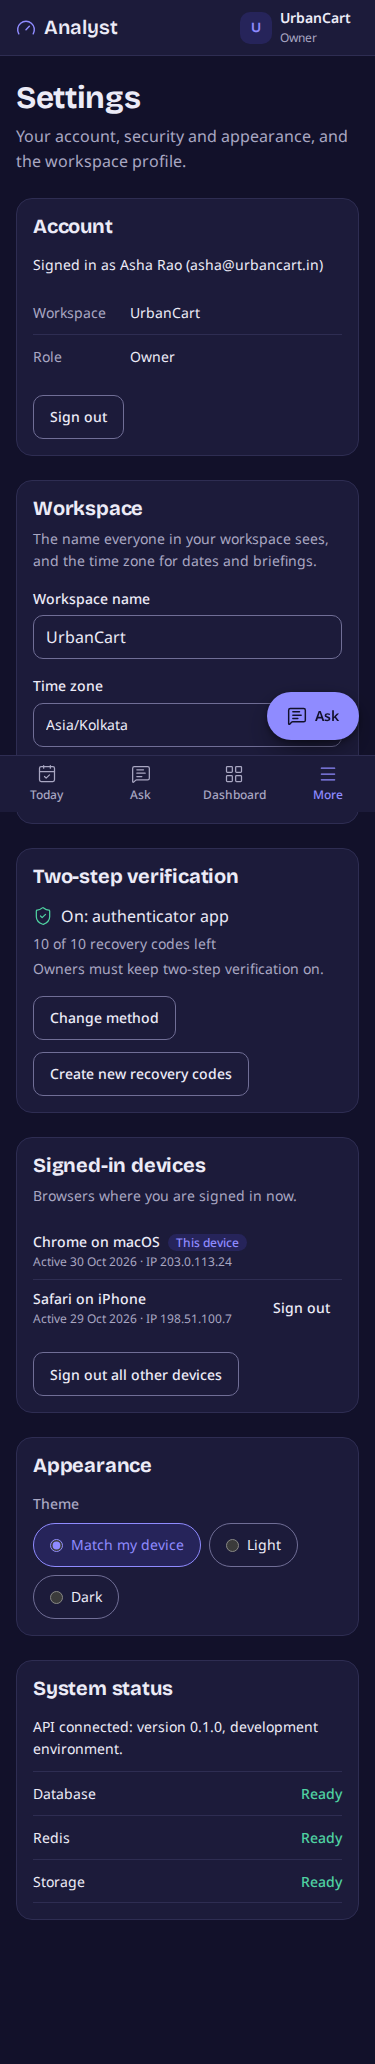 Analyst
U
UrbanCart
Owner
Settings
Your account, security and appearance, and
the workspace profile.
Account
Signed in as Asha Rao (asha@urbancart.in)
Workspace UrbanCart
Role Owner
Sign out
Workspace
The name everyone in your workspace sees,
and the time zone for dates and briefings.
Workspace name
UrbanCart
Time zone
Asia/Kolkata
Ask
Today Ask Dashboard More
Two-step verification
On: authenticator app
10 of 10 recovery codes left
Owners must keep two-step verification on.
Change method
Create new recovery codes
Signed-in devices
Browsers where you are signed in now.
Chrome on macOS This device
Active 30 Oct 2026 · IP 203.0.113.24
Safari on iPhone
Active 29 Oct 2026 · IP 198.51.100.7
Sign out
Sign out all other devices
Appearance
Theme
Match my device Light
Dark
System status
API connected: version 0.1.0, development
environment.
Database Ready
Redis Ready
Storage Ready